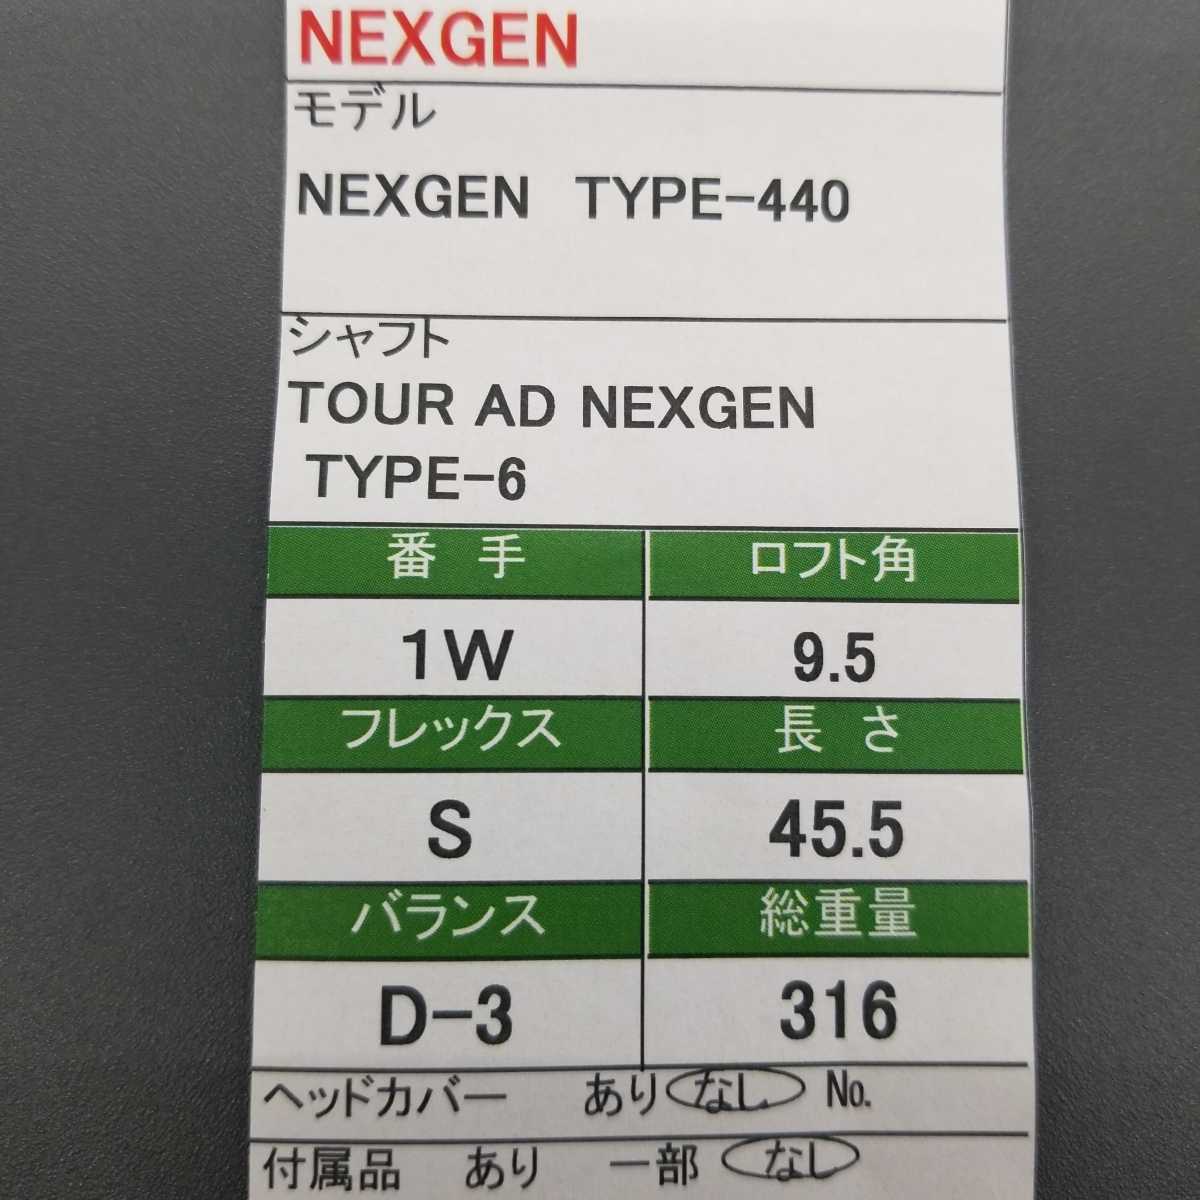 NEXGEN
モデル
NEXGEN TYPE-440
シャフト
TOUR AD NEXGEN
TYPE-6
番 手 ロフト角
1W 9.5
フレックス 長 さ
S 45.5
バランス 総重量
D-3 316
ヘッドカバー あり なし No.
付属品 あり 一部 なし